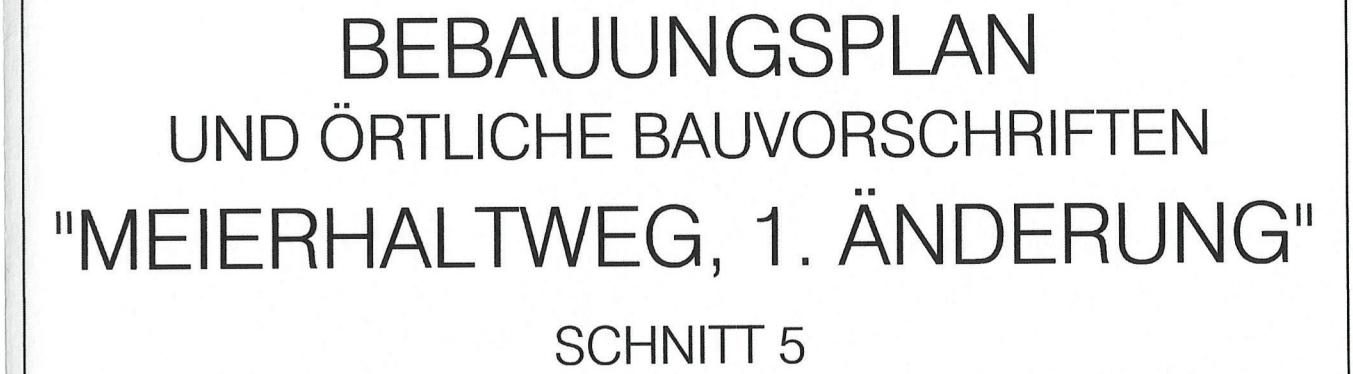 BEBAUUNGSPLAN
UND ÖRTLICHE BAUVORSCHRIFTEN
"MEIERHALTWEG, 1. ÄNDERUNG"
SCHNITT 5